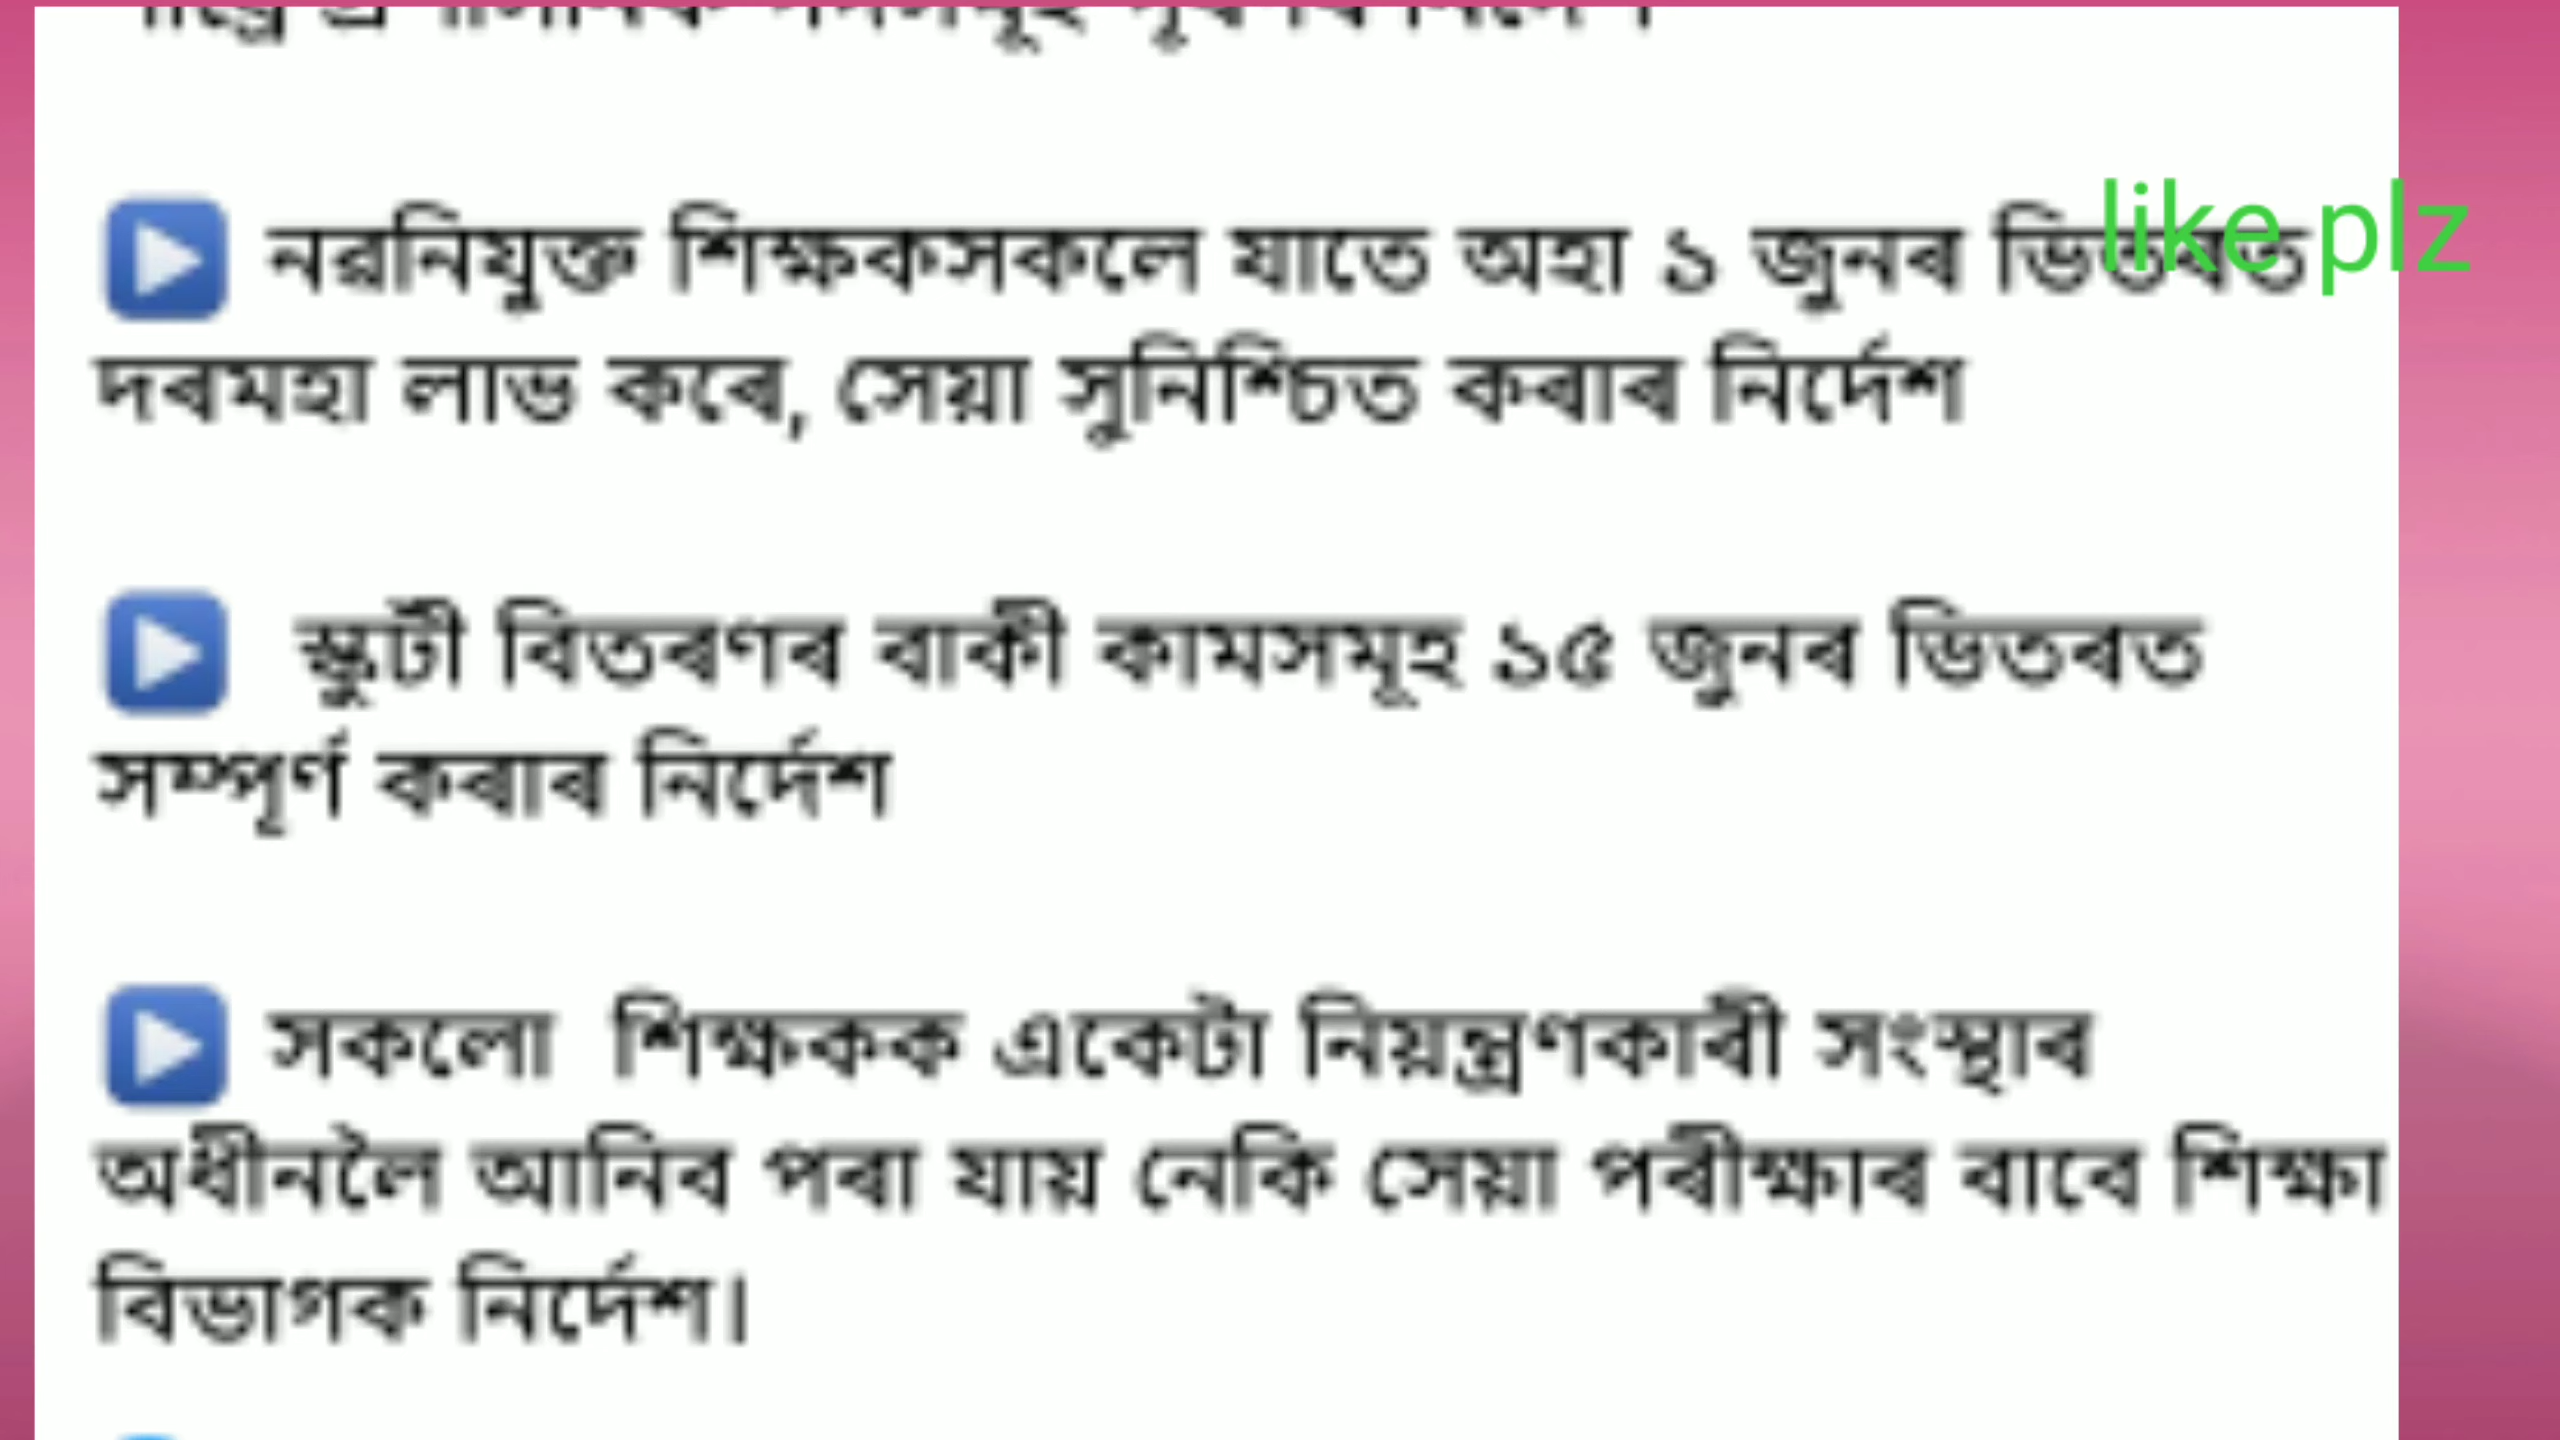 নৱনিযুক্ত শিক্ষকসকলে যাতে অহা ১ জুনৰ ভিতৰত
like plz
দৰমহা লাভ কৰে, সেয়া সুনিশ্চিত কৰাৰ নিৰ্দেশ
স্কুটী বিতৰণৰ বাকী কামসমূহ ১৫ জুনৰ ভিতৰত
সম্পূৰ্ণ কৰাৰ নিৰ্দেশ
সকলো শিক্ষকক একেটা নিয়ন্ত্ৰণকাৰী সংস্থাৰ
অধীনলৈ আনিব পৰা যায় নেকি সেয়া পৰীক্ষাৰ বাবে শিক্ষা
বিভাগক নিৰ্দেশ।